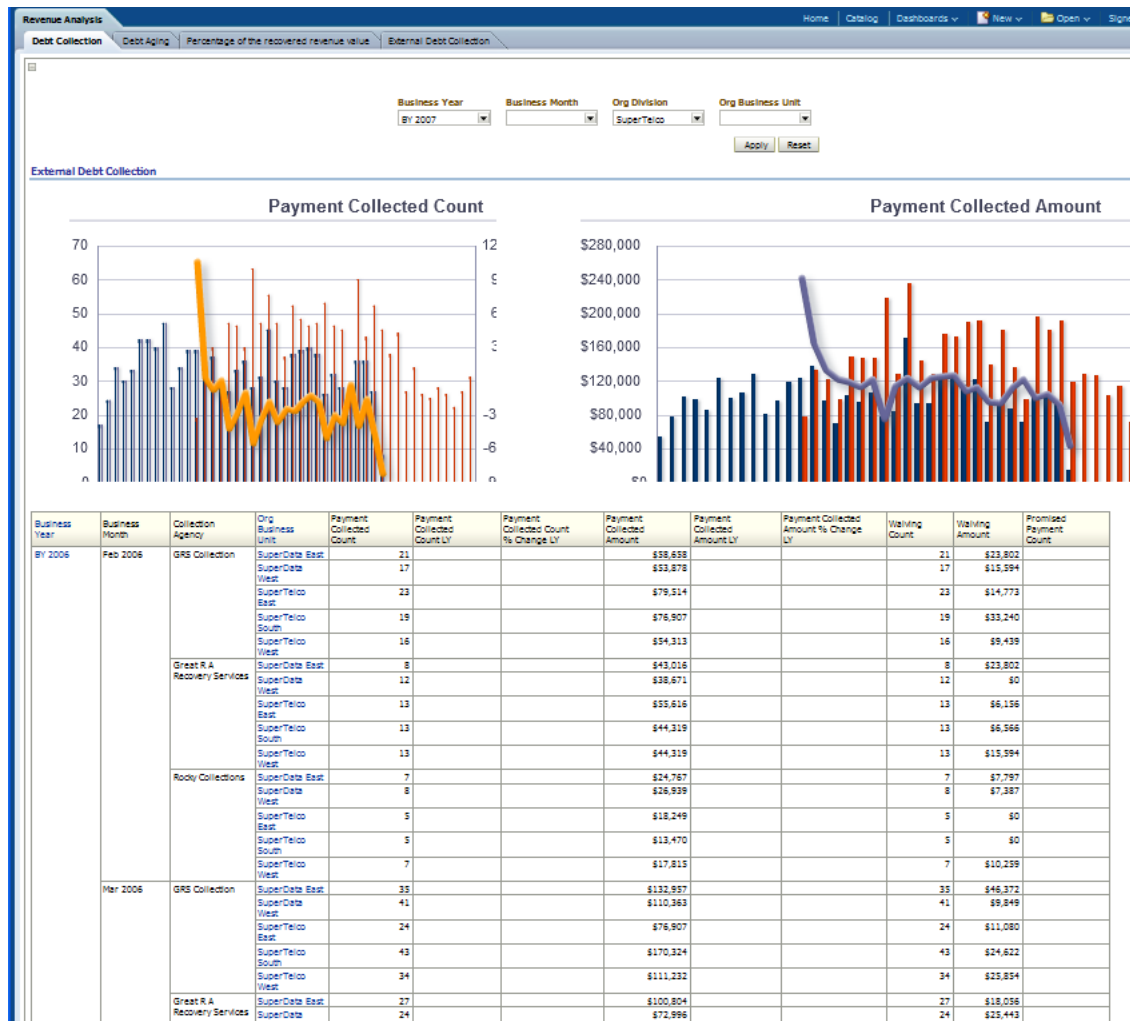 Revenue Analysis
Home Catalog Dashboards New Open Signe
Debt Collection Debt Aging Percentage of the recovered revenue value External Debt Collection
Business Year Business Month Org Division Org Business Unit
BY 2007 SuperTelco
Apply Reset
External Debt Collection
Payment Collected Count Payment Collected Amount
70 12 $280,000
60 $240,000
50 6 $200,000
40 3 $160,000
30 $120,000
20 -3 $80,000
10 -6 $40,000
Business Year Business Month Collection Agency Org Business Unit Payment Collected Count Payment Collected Count LY Payment Collected Count % Change LY Payment Collected Amount Payment Collected Amount LY Payment Collected Amount % Change LY Waiving Count Waiving Amount Promised Payment Count
BY 2006 Feb 2006 GRS Collection SuperData East 21 $58,658 21 $23,802
SuperData West 17 $53,878 17 $15,594
SuperTelco East 23 $79,514 23 $14,773
SuperTelco South 19 $76,907 19 $33,240
SuperTelco West 16 $54,313 16 $9,439
Great R A Recovery Services SuperData East 8 $43,016 8 $23,802
SuperData West 12 $38,671 12 $0
SuperTelco East 13 $55,616 13 $6,156
SuperTelco South 13 $44,319 13 $6,566
SuperTelco West 13 $44,319 13 $15,594
Rocky Collections SuperData East 7 $24,767 7 $7,797
SuperData West 8 $26,939 8 $7,387
SuperTelco East 5 $18,249 5 $0
SuperTelco South 5 $13,470 5 $0
SuperTelco West 7 $17,815 7 $10,259
Mar 2006 GRS Collection SuperData East 35 $132,957 35 $46,372
SuperData West 41 $110,363 41 $9,849
SuperTelco East 24 $76,907 24 $11,080
SuperTelco South 43 $170,324 43 $24,622
SuperTelco West 34 $111,232 34 $25,854
Great R A Recovery Services SuperData East 27 $100,804 27 $18,056
SuperData 24 $72,996 24 $25,443